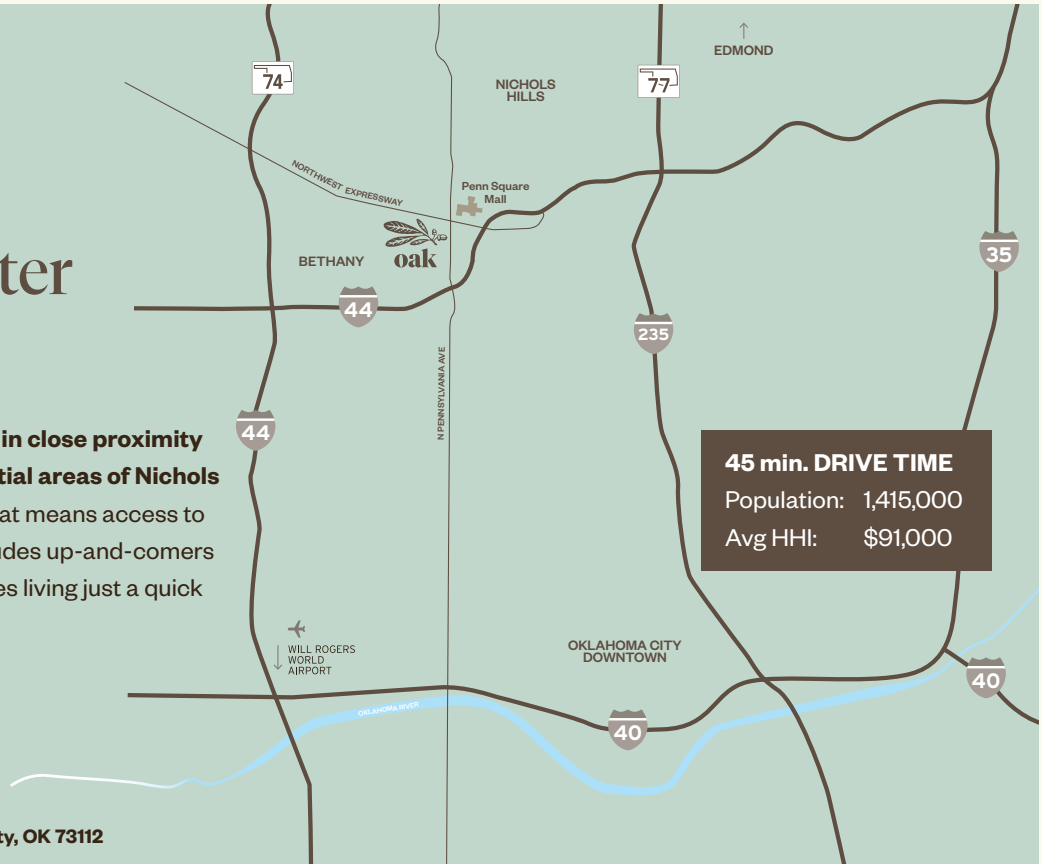 74
77
↑
EDMOND
NICHOLS
HILLS
NORTHWEST EXPRESSWAY
Penn Square
Mall
oak
BETHANY
ter
35
44
235
N PENNSYLVANIA AVE
44
in close proximity
tial areas of Nichols
at means access to
udes up-and-comers
es living just a quick
45 min. DRIVE TIME
Population: 1,415,000
Avg HHI: $91,000
WILL ROGERS
WORLD
AIRPORT
OKLAHOMA CITY
DOWNTOWN
40
OKLAHOMA RIVER
40
ty, OK 73112